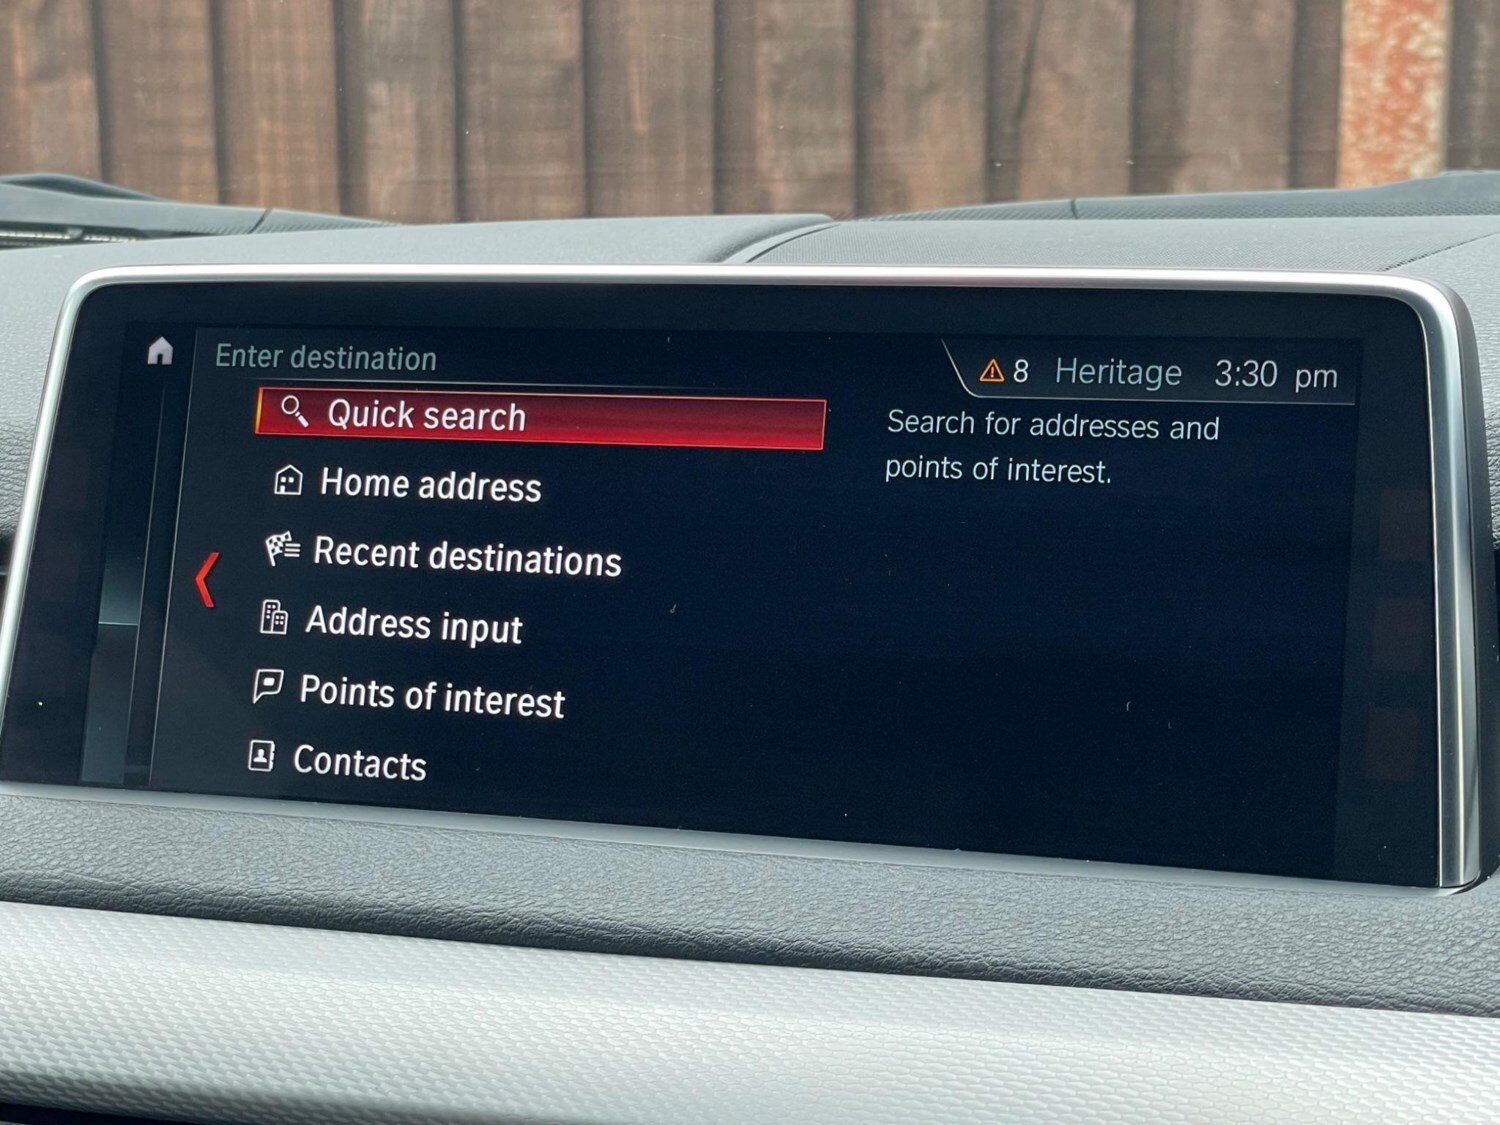 Enter destination
8 Heritage 3:30 pm
Quick search
Home address
Recent destinations
Address input
Points of interest
Contacts
Search for addresses and
points of interest.